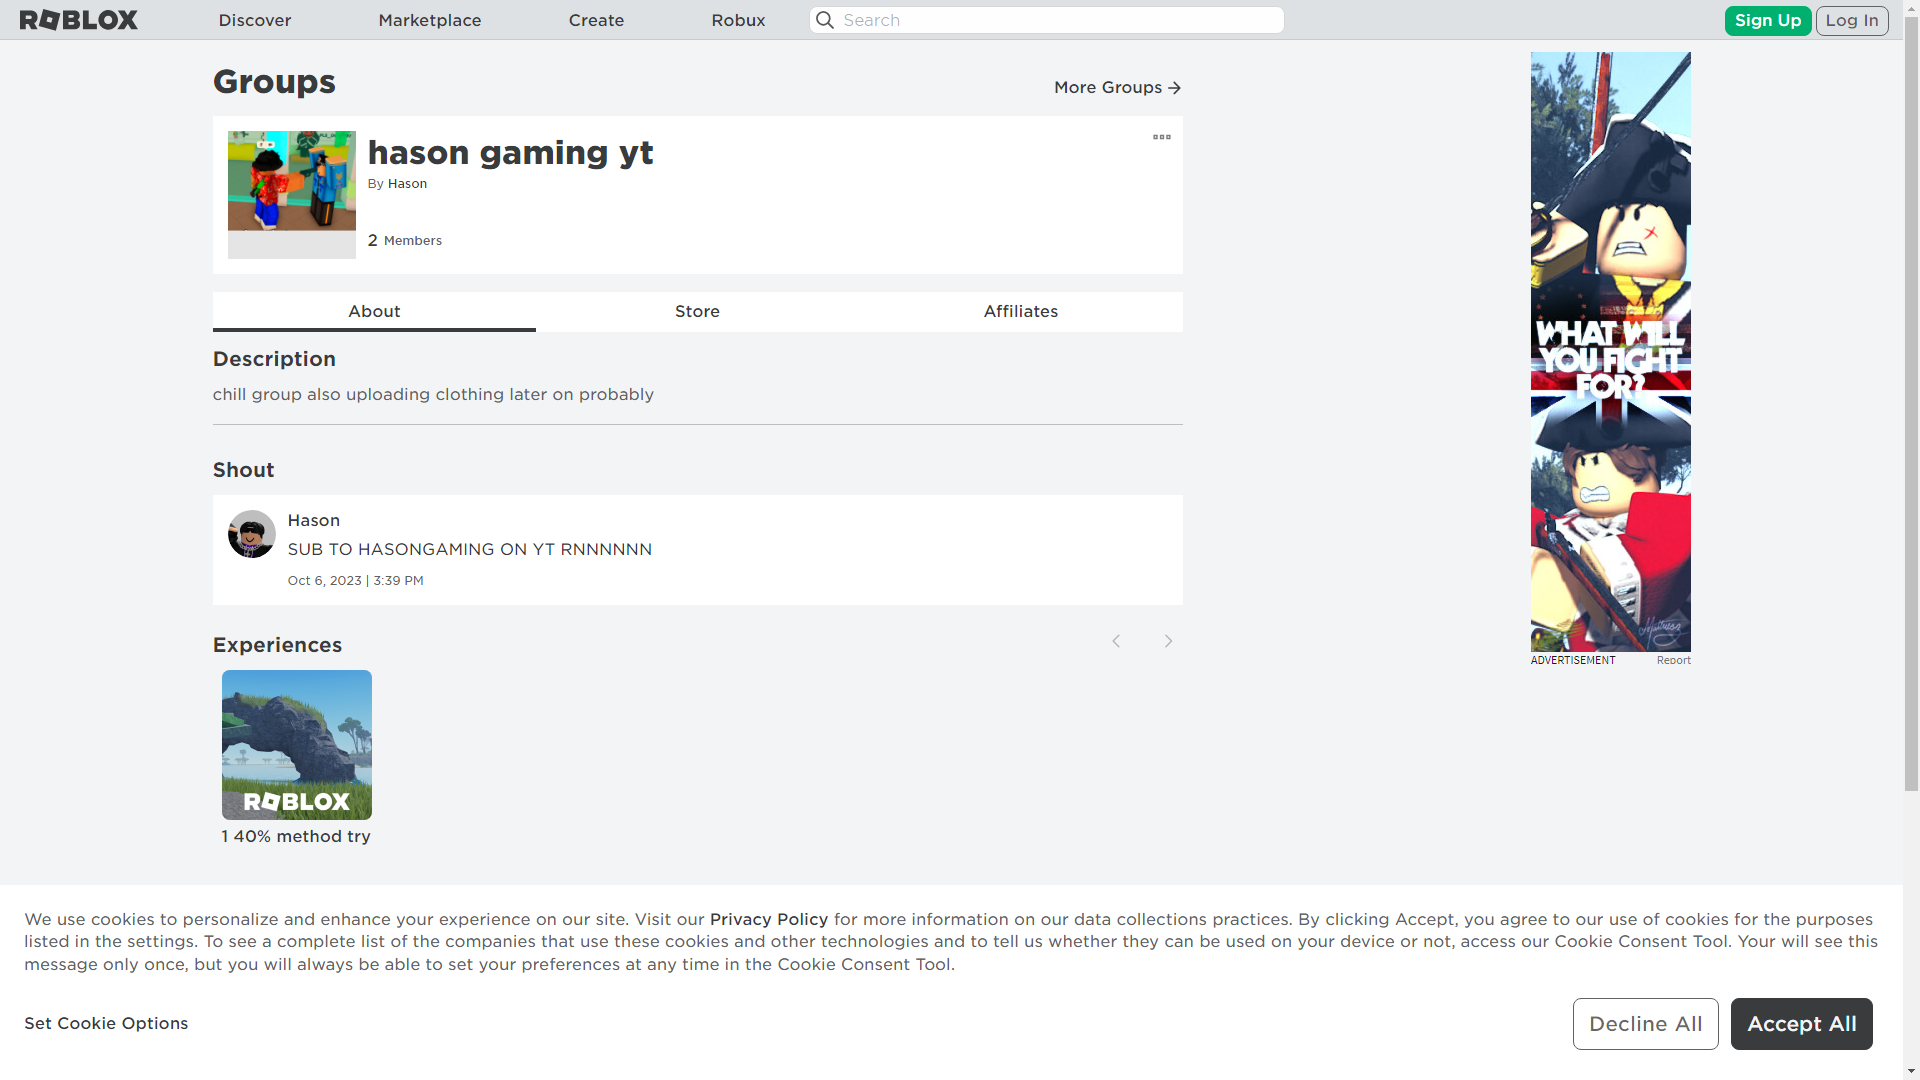 ROBLOX
Discover
Marketplace
Create
Robux
Search
Sign Up
Log In
Groups
More Groups
hason gaming yt
By Hason
2 Members
About
Store
Affiliates
Description
chill group also uploading clothing later on probably
Shout
Hason
SUB TO HASONGAMING ON YT RNNNNNN
Oct 6, 2023 | 3:39 PM
Experiences
ROBLOX
1 40% method try
WHAT WILL
YOU FIGHT
FOR?
ADVERTISEMENT
Report
We use cookies to personalize and enhance your experience on our site. Visit our Privacy Policy for more information on our data collections practices. By clicking Accept, you agree to our use of cookies for the purposes
listed in the settings. To see a complete list of the companies that use these cookies and other technologies and to tell us whether they can be used on your device or not, access our Cookie Consent Tool. Your will see this
message only once, but you will always be able to set your preferences at any time in the Cookie Consent Tool.
Set Cookie Options
Decline All
Accept All